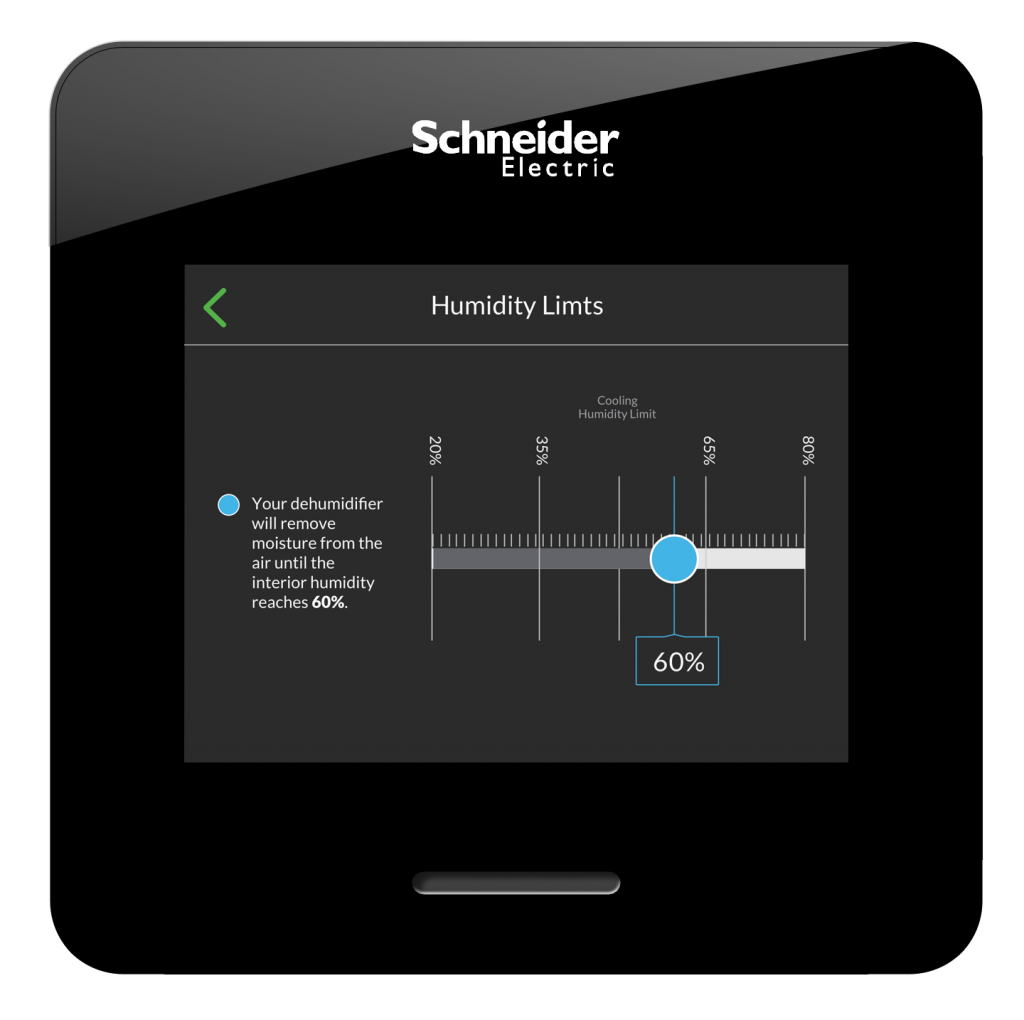 Schneider
Electric
Humidity Limts
Cooling
Humidity Limit
20%
35%
65%
80%
Your dehumidifier
will remove
moisture from the
air until the
interior humidity
reaches 60%.
60%